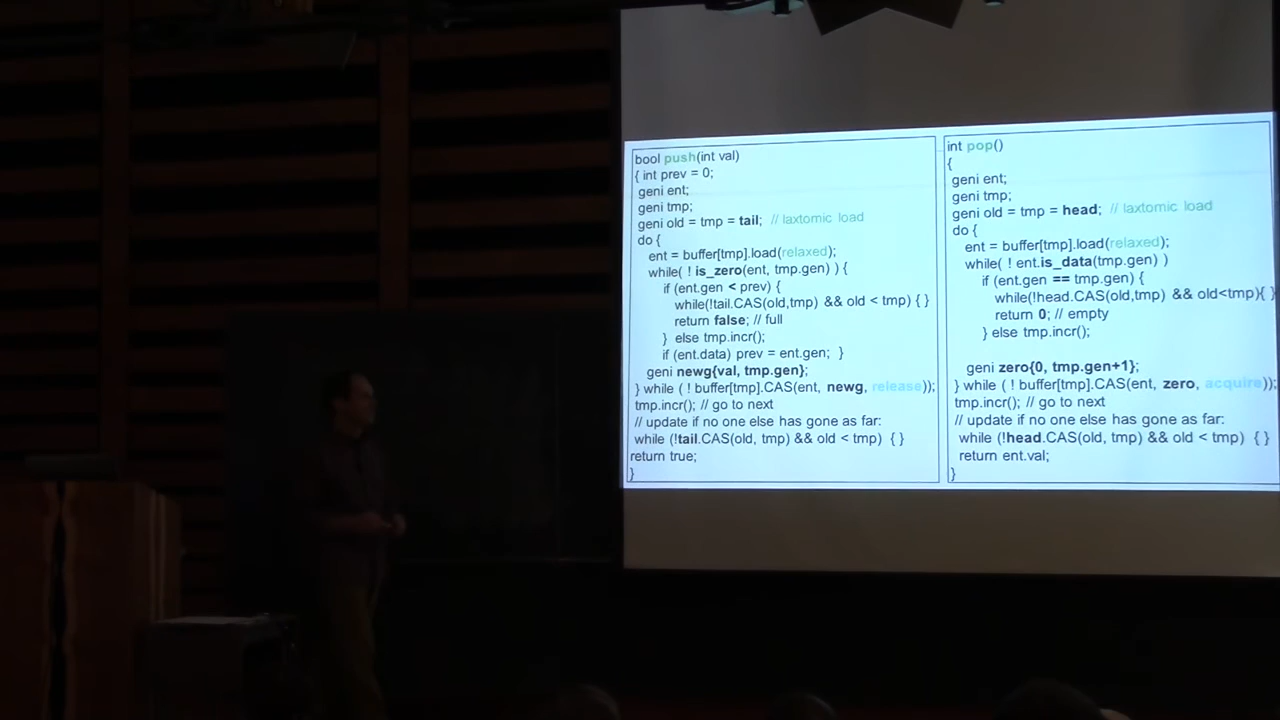 bool push(int val)
{ int prev = 0;
geni ent;
geni tmp;
geni old = tmp = tail; // laxtomic load
do {
ent = buffer[tmp].load(relaxed);
while( ! is_zero(ent, tmp.gen) ) {
if (ent.gen < prev) {
while(!tail.CAS(old,tmp) && old < tmp) { }
return false; // full
} else tmp.incr();
if (ent.data) prev = ent.gen; }
geni newg{val, tmp.gen};
} while ( ! buffer[tmp].CAS(ent, newg, release));
tmp.incr(); // go to next
// update if no one else has gone as far:
while (!tail.CAS(old, tmp) && old < tmp) { }
return true;
}
int pop()
{
geni ent;
geni tmp;
geni old = tmp = head; // laxtomic load
do {
ent = buffer[tmp].load(relaxed);
while( ! ent.is_data(tmp.gen) )
if (ent.gen == tmp.gen) {
while(!head.CAS(old,tmp) && old<tmp){ }
return 0; // empty
} else tmp.incr();
geni zero{0, tmp.gen+1};
} while ( ! buffer[tmp].CAS(ent, zero, acquire));
tmp.incr(); // go to next
// update if no one else has gone as far:
while (!head.CAS(old, tmp) && old < tmp) { }
return ent.val;
}